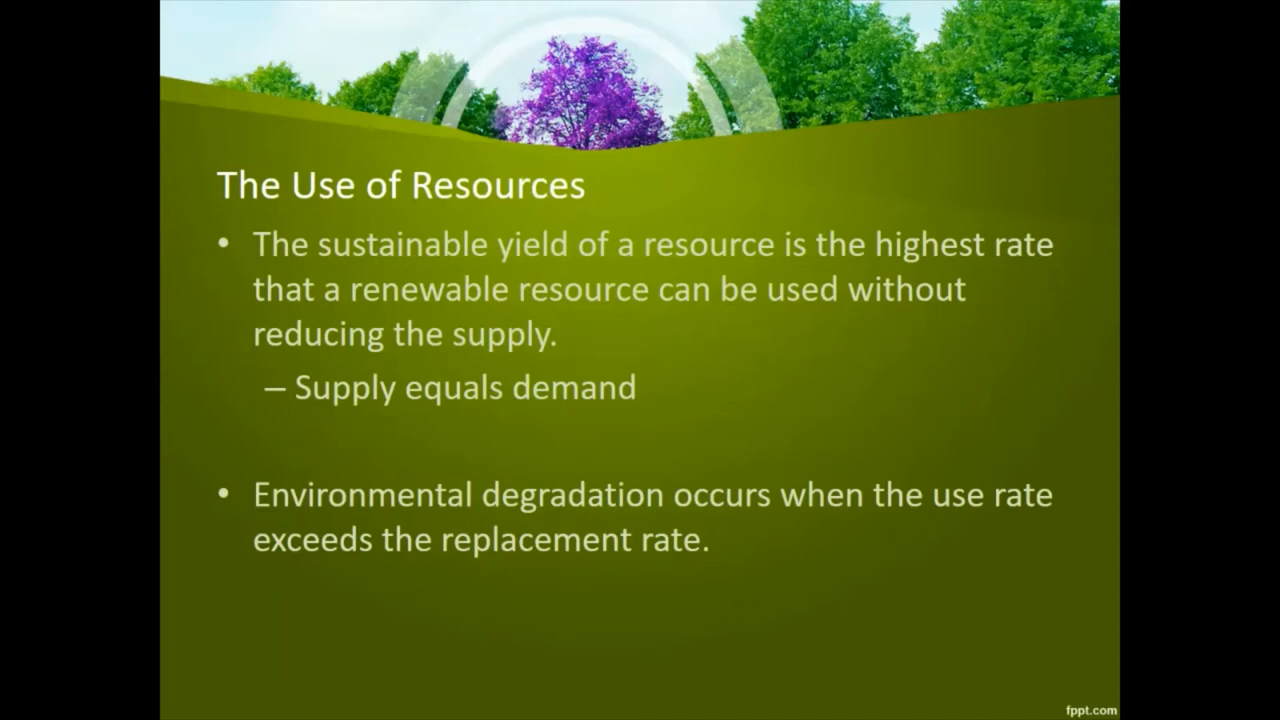 The Use of Resources
• The sustainable yield of a resource is the highest rate
that a renewable resource can be used without
reducing the supply.
– Supply equals demand
• Environmental degradation occurs when the use rate
exceeds the replacement rate.
fppt.com